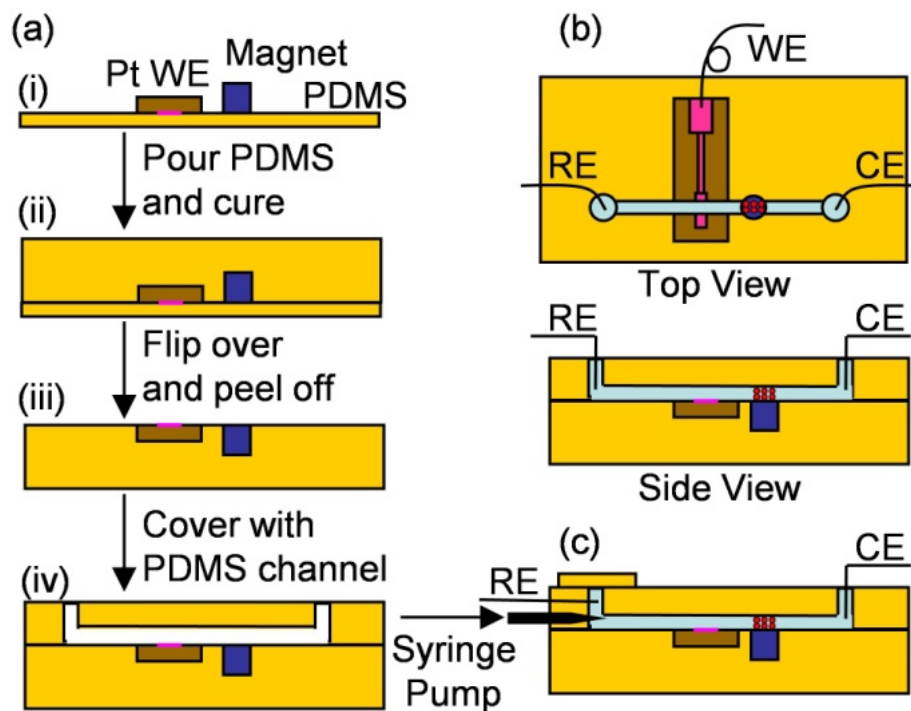 (a)
Pt WE
Magnet
PDMS
(i)
Pour PDMS
and cure
(ii)
Flip over
and peel off
(iii)
Cover with
PDMS channel
(iv)
Syringe
Pump
(b)
WE
RE
CE
Top View
RE
CE
Side View
(c)
CE
RE